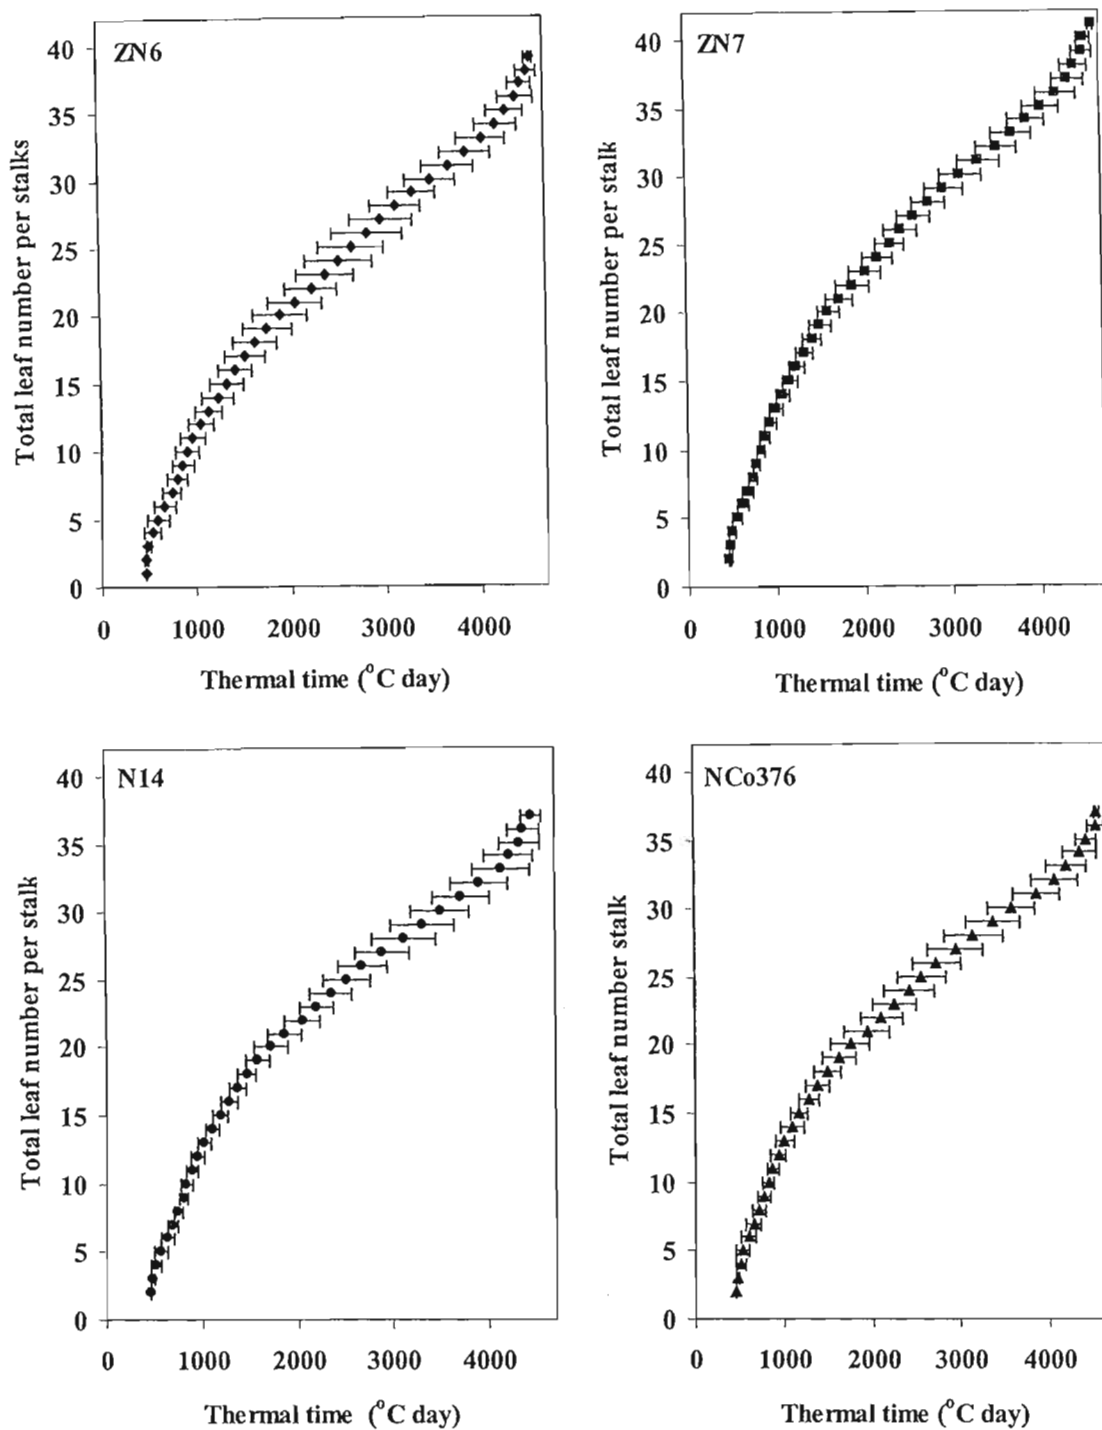 ZN6
40
35
30
25
20
15
10
5
0
0 1000 2000 3000 4000
Total leaf number per stalks
Thermal time (°C day)
ZN7
40
35
30
25
20
15
10
5
0
0 1000 2000 3000 4000
Total leaf number per stalk
Thermal time (°C day)
N14
40
35
30
25
20
15
10
5
0
0 1000 2000 3000 4000
Total leaf number per stalk
Thermal time (°C day)
NCo376
40
35
30
25
20
15
10
5
0
0 1000 2000 3000 4000
Total leaf number stalk
Thermal time (°C day)